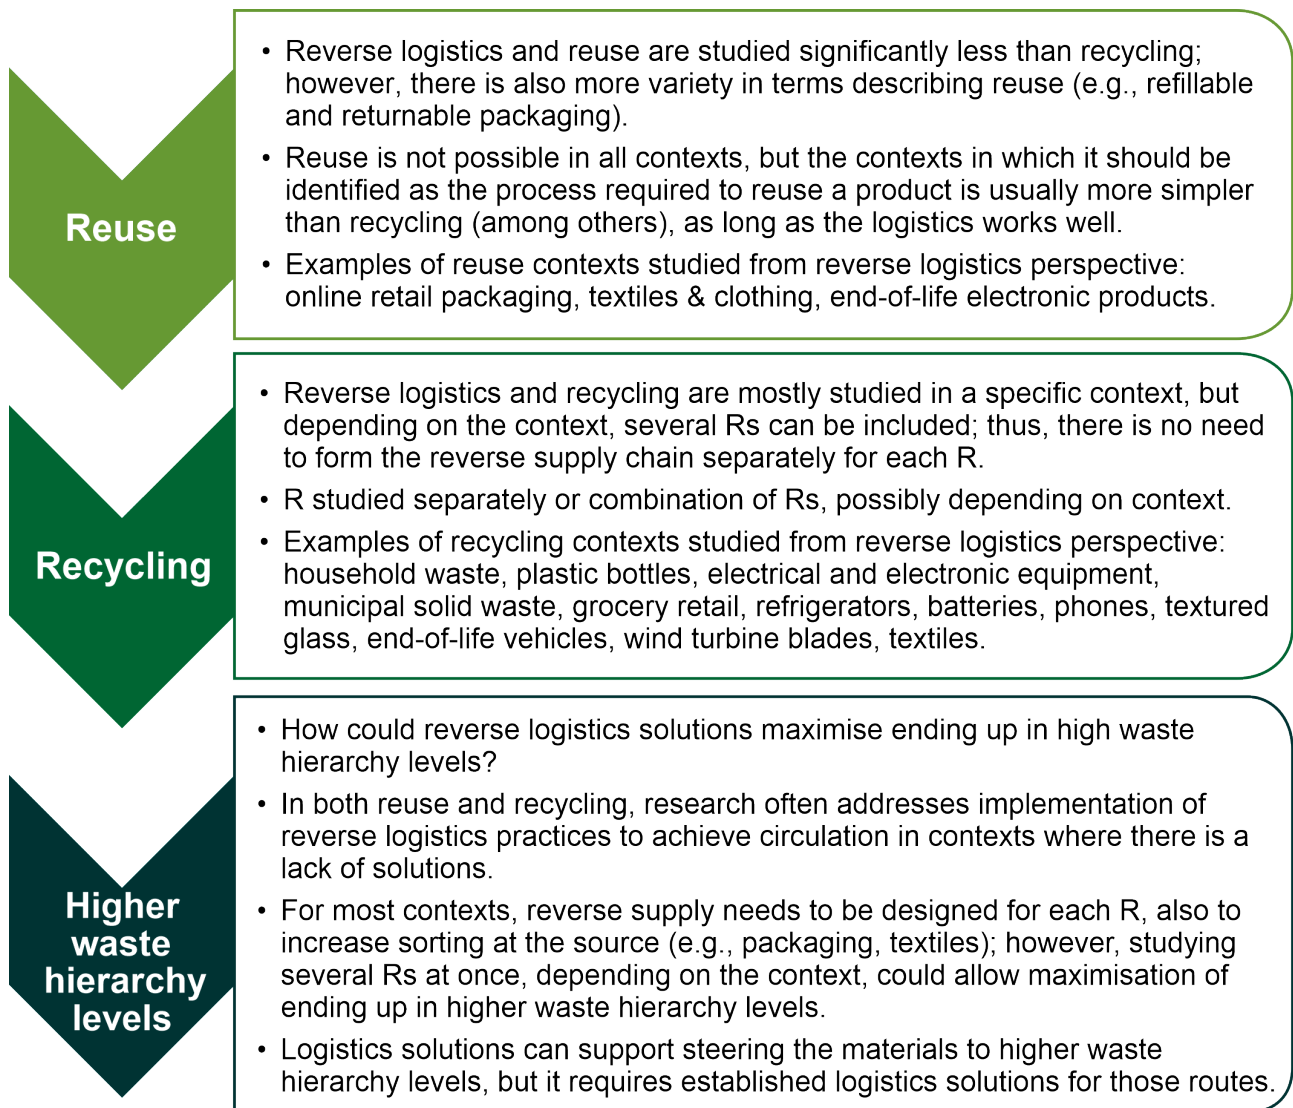 Reuse
• Reverse logistics and reuse are studied significantly less than recycling;
however, there is also more variety in terms describing reuse (e.g., refillable
and returnable packaging).
• Reuse is not possible in all contexts, but the contexts in which it should be
identified as the process required to reuse a product is usually more simpler
than recycling (among others), as long as the logistics works well.
• Examples of reuse contexts studied from reverse logistics perspective:
online retail packaging, textiles & clothing, end-of-life electronic products.
Recycling
• Reverse logistics and recycling are mostly studied in a specific context, but
depending on the context, several Rs can be included; thus, there is no need
to form the reverse supply chain separately for each R.
• R studied separately or combination of Rs, possibly depending on context.
• Examples of recycling contexts studied from reverse logistics perspective:
household waste, plastic bottles, electrical and electronic equipment,
municipal solid waste, grocery retail, refrigerators, batteries, phones, textured
glass, end-of-life vehicles, wind turbine blades, textiles.
Higher
waste
hierarchy
levels
• How could reverse logistics solutions maximise ending up in high waste
hierarchy levels?
• In both reuse and recycling, research often addresses implementation of
reverse logistics practices to achieve circulation in contexts where there is a
lack of solutions.
• For most contexts, reverse supply needs to be designed for each R, also to
increase sorting at the source (e.g., packaging, textiles); however, studying
several Rs at once, depending on the context, could allow maximisation of
ending up in higher waste hierarchy levels.
• Logistics solutions can support steering the materials to higher waste
hierarchy levels, but it requires established logistics solutions for those routes.